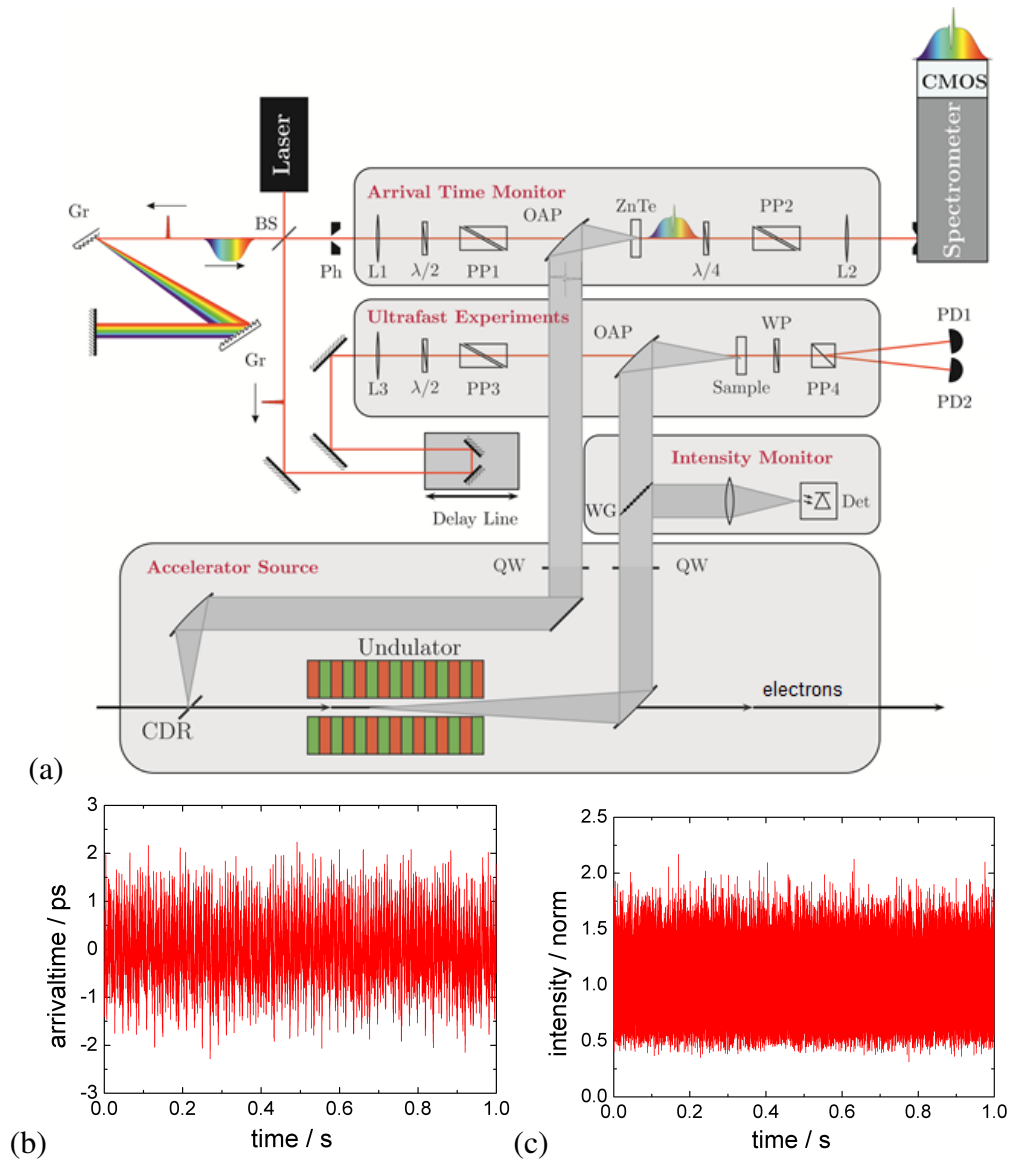 CMOS
Spectrometer
Laser
Arrival Time Monitor
Gr
BS
OAP
ZnTe
PP2
Ph
L1
λ/2
PP1
λ/4
L2
Ultrafast Experiments
OAP
WP
PD1
Gr
L3
λ/2
PP3
Sample
PP4
PD2
Intensity Monitor
WG
Det
Delay Line
Accelerator Source
QW
QW
Undulator
electrons
CDR
(a)
3
2
1
0
-1
-2
-3
arrivaltime / ps
0.0 0.2 0.4 0.6 0.8 1.0
time / s
(b)
2.5
2.0
1.5
1.0
0.5
0.0
intensity / norm
0.0 0.2 0.4 0.6 0.8 1.0
time / s
(c)